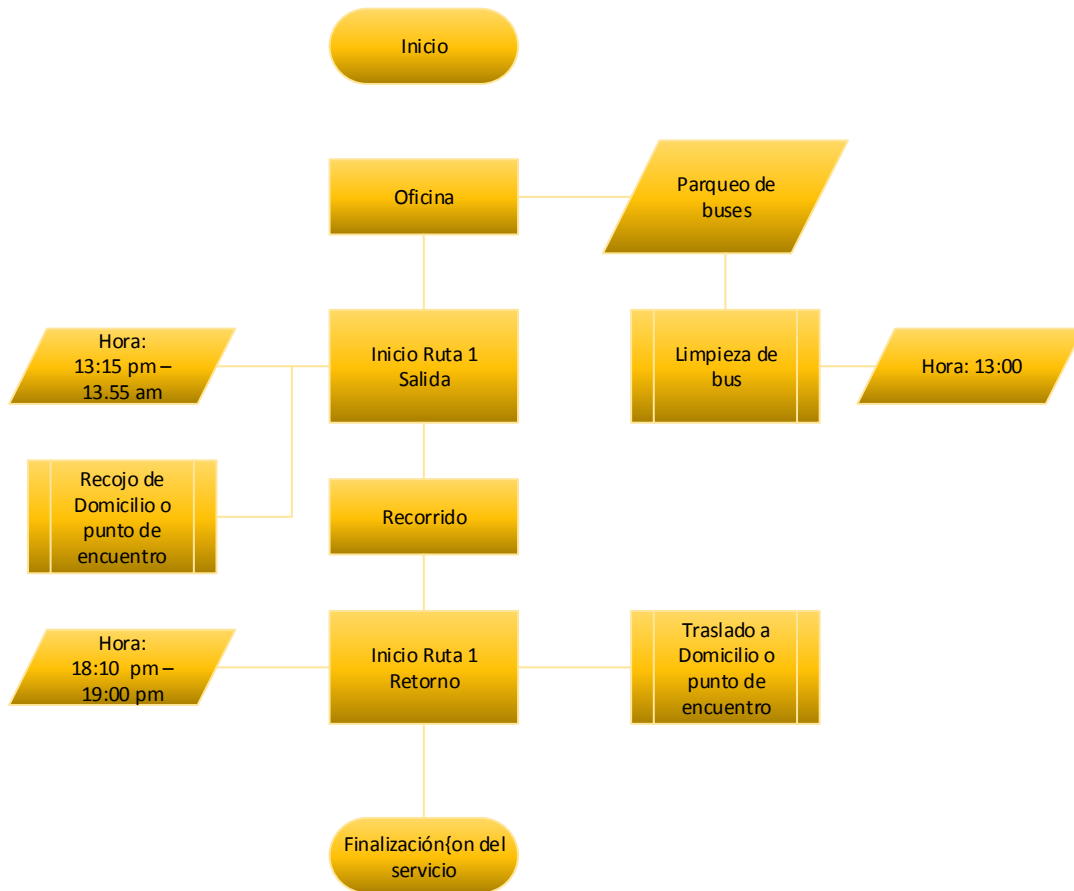 Inicio
Oficina
Parqueo de
buses
Hora:
13:15 pm –
13.55 am
Inicio Ruta 1
Salida
Limpieza de
bus
Hora: 13:00
Recojo de
Domicilio o
punto de
encuentro
Recorrido
Hora:
18:10  pm –
19:00 pm
Inicio Ruta 1
Retorno
Traslado a
Domicilio o
punto de
encuentro
Finalización{on del
servicio